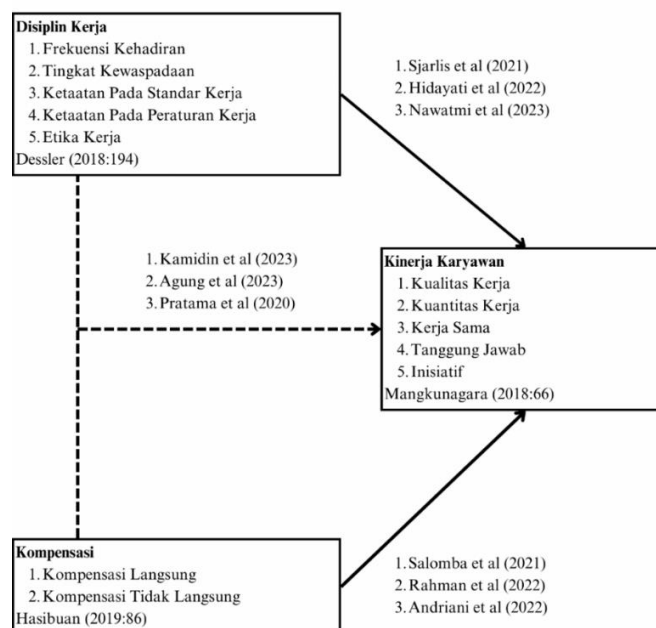 Disiplin Kerja
1. Frekuensi Kehadiran
2. Tingkat Kewaspadaan
3. Ketaatan Pada Standar Kerja
4. Ketaatan Pada Peraturan Kerja
5. Etika Kerja
Dessler (2018:194)
1. Sjarlis et al (2021)
2. Hidayati et al (2022)
3. Nawatmi et al (2023)
1. Kamidin et al (2023)
2. Agung et al (2023)
3. Pratama et al (2020)
Kinerja Karyawan
1. Kualitas Kerja
2. Kuantitas Kerja
3. Kerja Sama
4. Tanggung Jawab
5. Inisiatif
Mangkunagara (2018:66)
Kompensasi
1. Kompensasi Langsung
2. Kompensasi Tidak Langsung
Hasibuan (2019:86)
1. Salomba et al (2021)
2. Rahman et al (2022)
3. Andriani et al (2022)